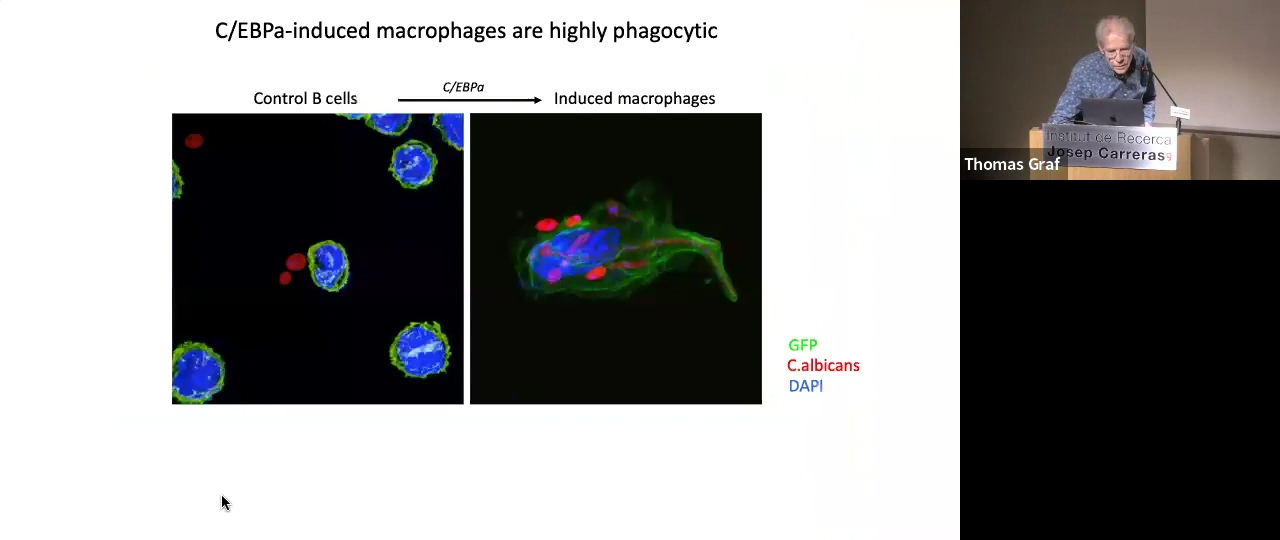 C/EBPa-induced macrophages are highly phagocytic
C/EBPa
Control B cells
Induced macrophages
GFP
C.albicans
DAPI
Institut de Recerca
Josep Carreras
Thomas Graf